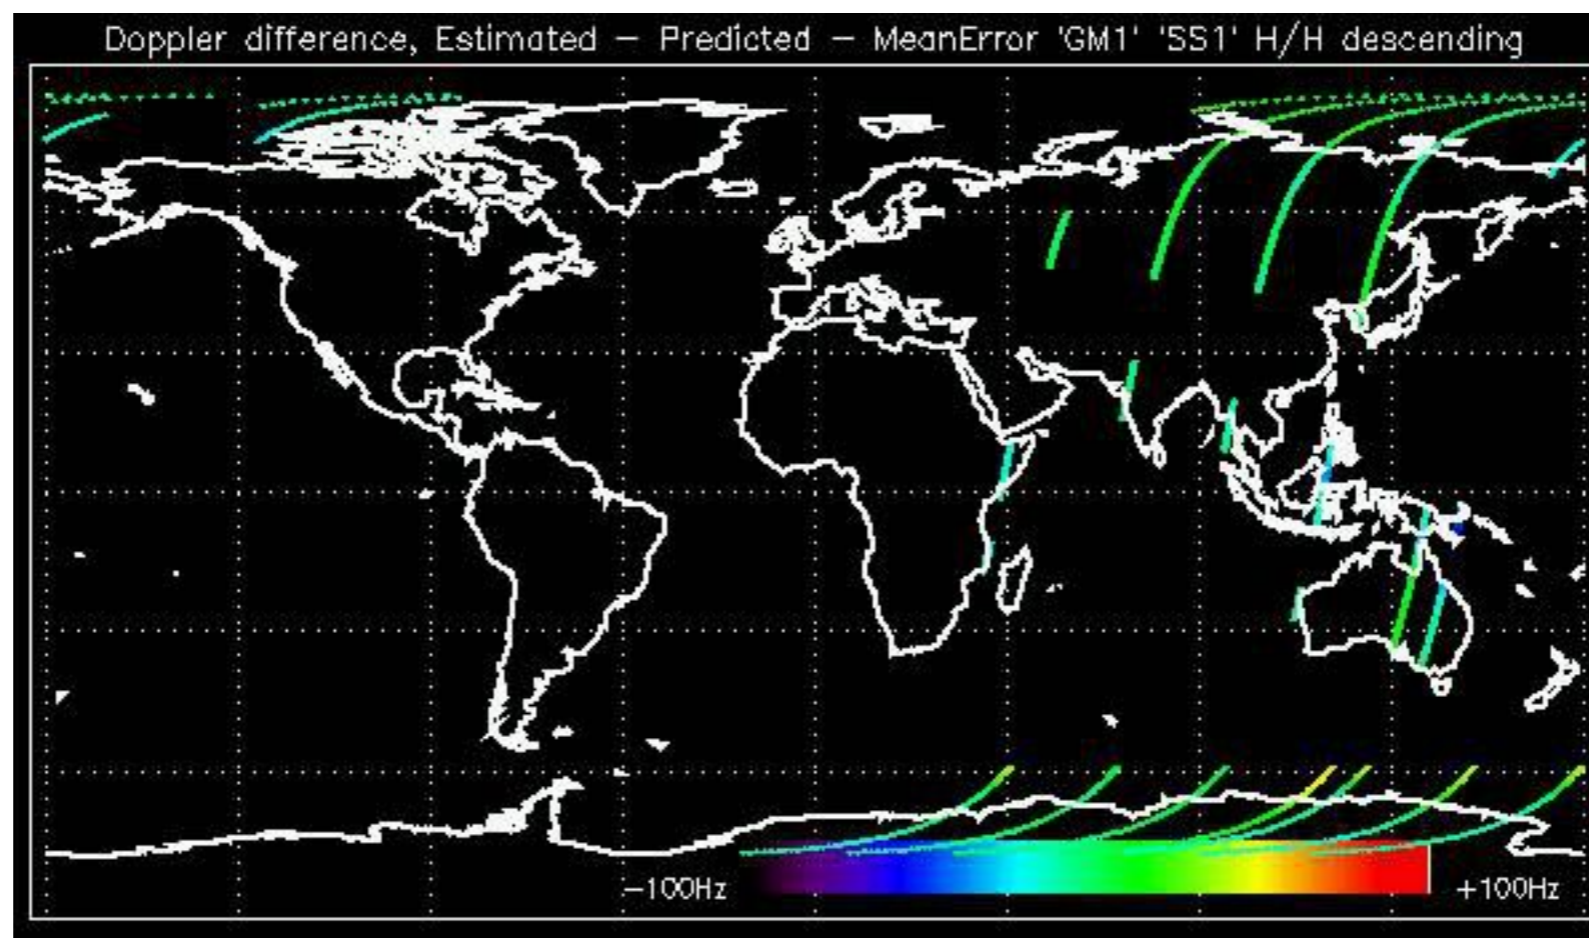 Doppler difference, Estimated – Predicted – MeanError 'GM1' 'SS1' H/H descending
–100Hz
+100Hz